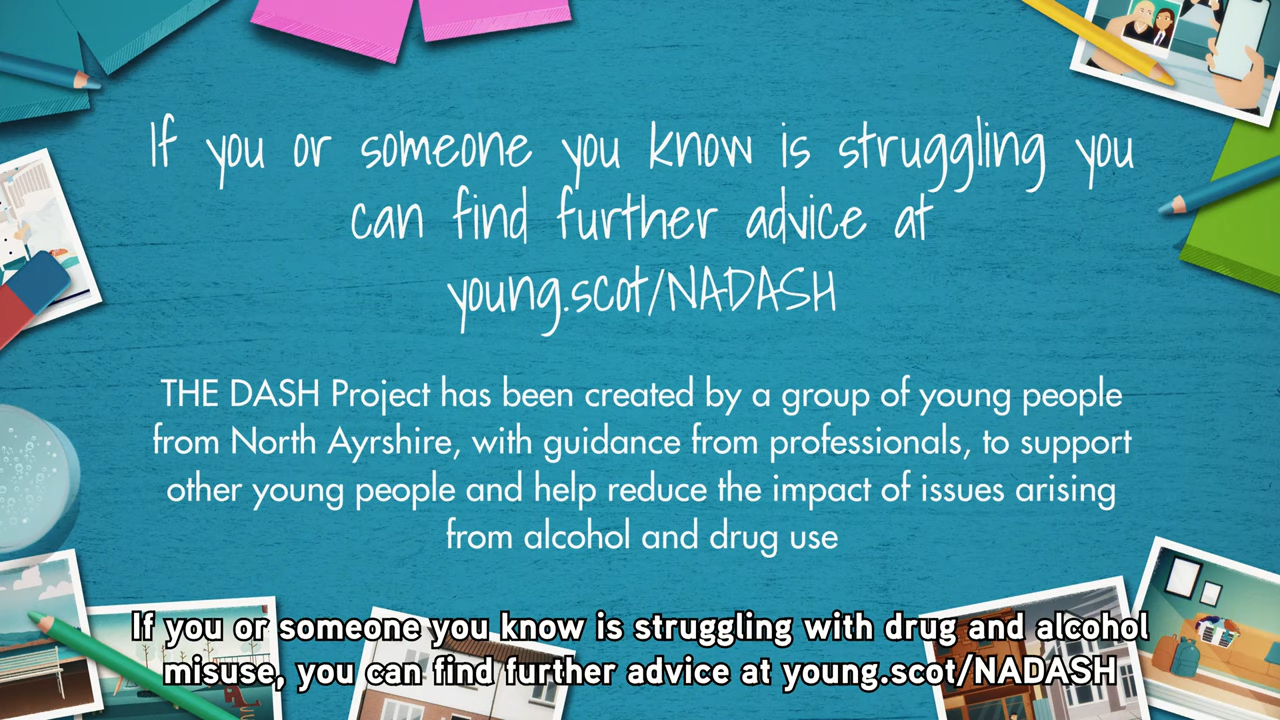 If you or someone you know is struggling you
can find further advice at
young.scot/NADASH
THE DASH Project has been created by a group of young people
from North Ayrshire, with guidance from professionals, to support
other young people and help reduce the impact of issues arising
from alcohol and drug use
If you or someone you know is struggling with drug and alcohol
misuse, you can find further advice at young.scot/NADASH